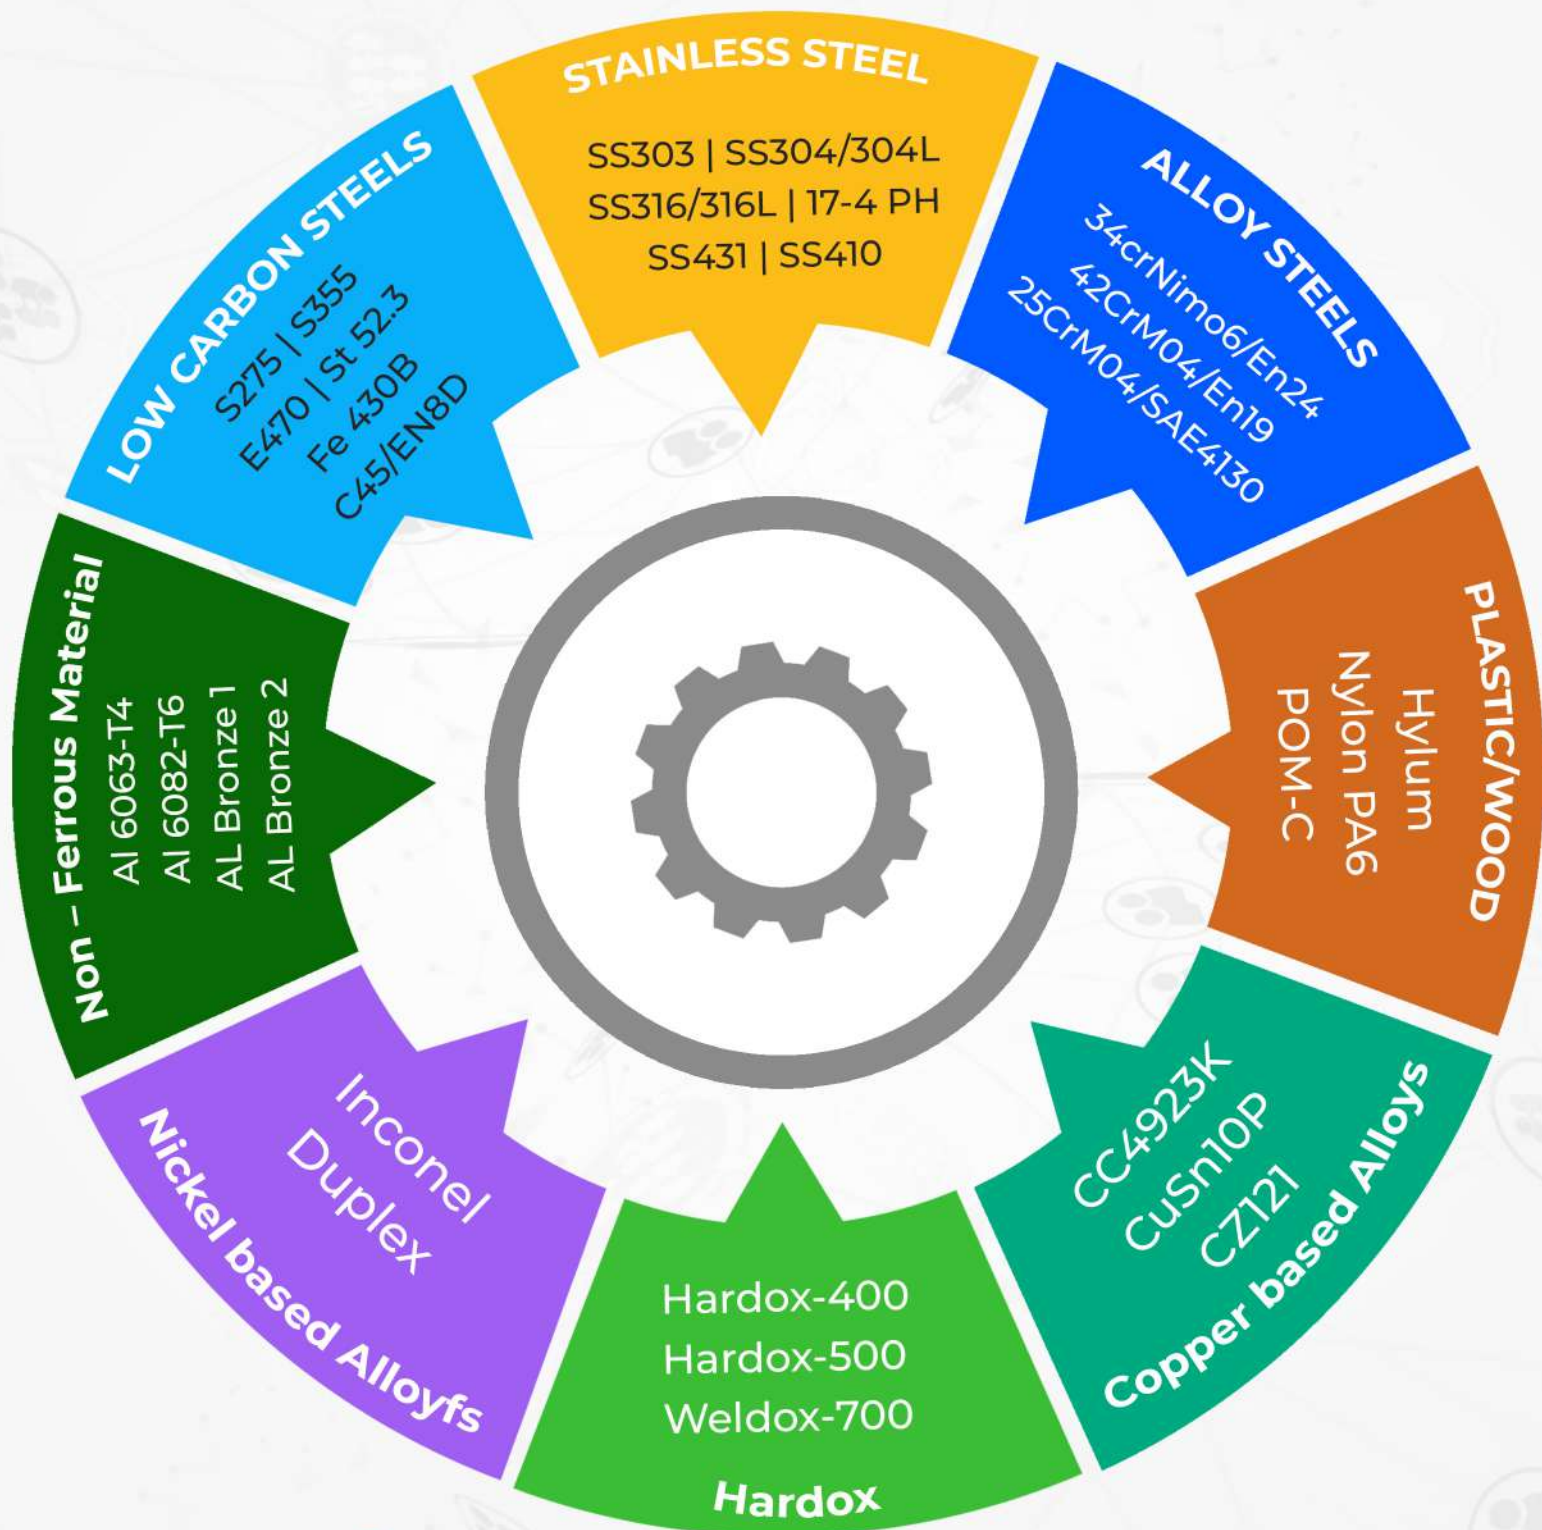 STAINLESS STEEL
SS303 | SS304/304L
SS316/316L | 17-4 PH
SS431 | SS410
ALLOY STEELS
34crNimo6/En24
42CrM04/En19
25CrM04/SAE4130
PLASTIC/WOOD
Hylum
Nylon PA6
POM-C
CC4923K
CuSn10P
CZ121
Copper based Alloys
Hardox-400
Hardox-500
Weldox-700
Hardox
Inconel
Duplex
Nickel based Alloyfs
Non – Ferrous Material
Al 6063-T4
Al 6082-T6
AL Bronze 1
AL Bronze 2
LOW CARBON STEELS
S275 | S355
E470 | St 52.3
Fe 430B
C45/EN8D